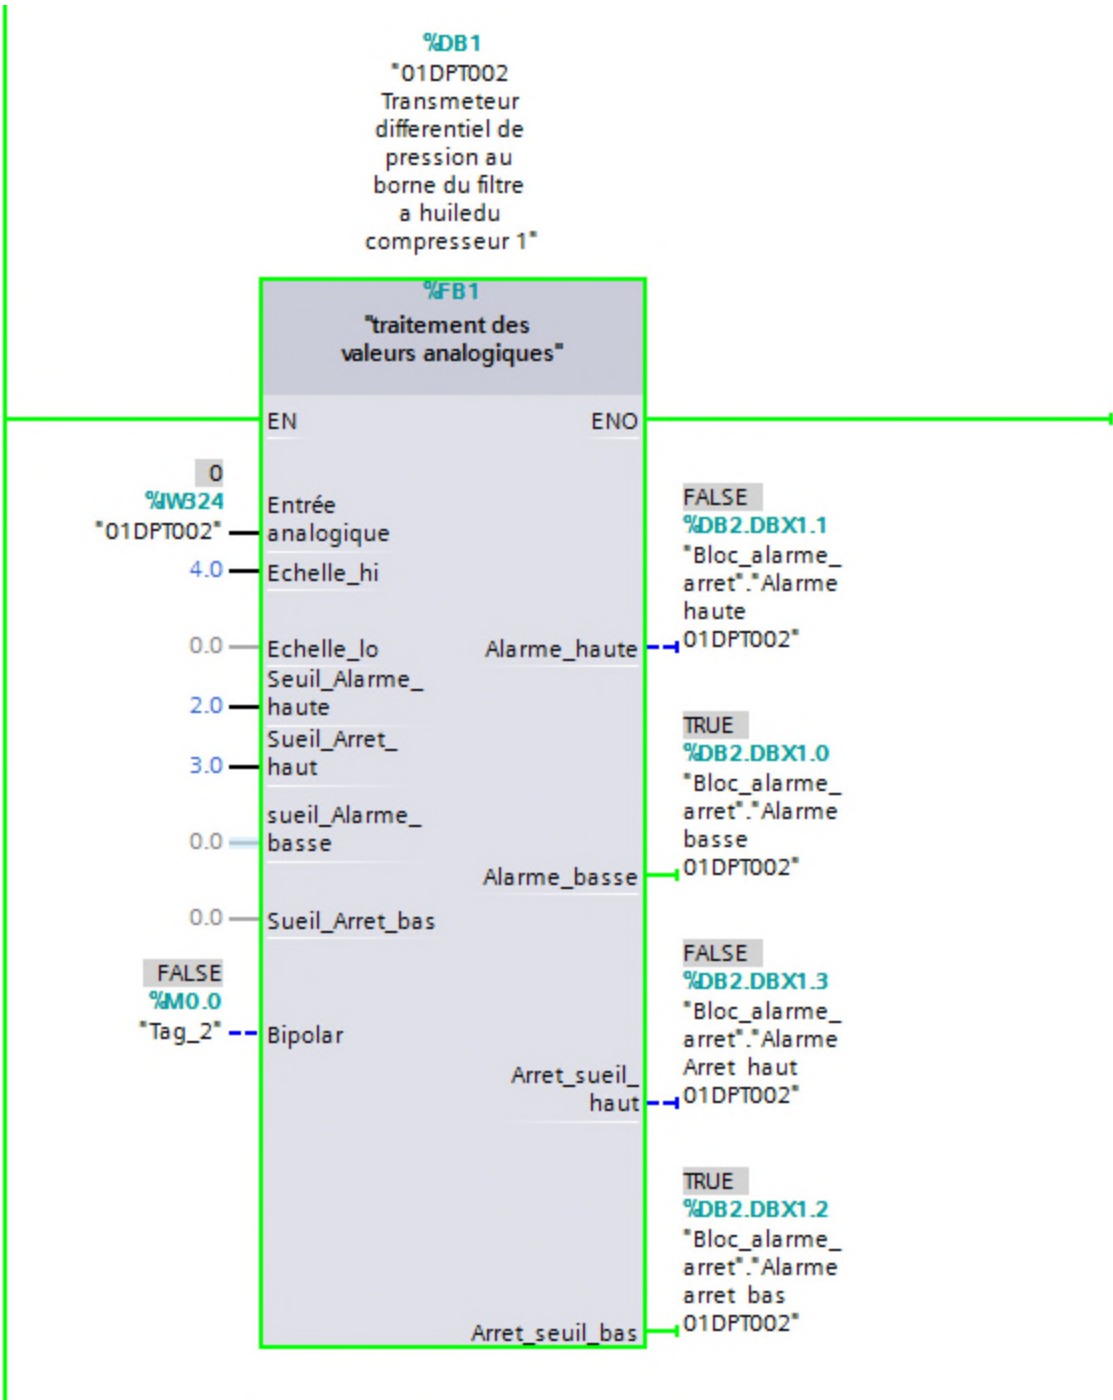 %DB1
"01DPT002
Transmeteur
differentiel de
pression au
borne du filtre
a huiledu
compresseur 1"
%FB1
"traitement des
valeurs analogiques"
EN
ENO
0
%IW324
"01DPT002"
Entrée
analogique
4.0
Echelle_hi
0.0
Echelle_lo
2.0
Seuil_Alarme_
haute
3.0
Sueil_Arret_
haut
0.0
sueil_Alarme_
basse
0.0
Sueil_Arret_bas
FALSE
%M0.0
"Tag_2"
Bipolar
Alarme_haute
FALSE
%DB2.DBX1.1
"Bloc_alarme_
arret"."Alarme
haute
01DPT002"
Alarme_basse
TRUE
%DB2.DBX1.0
"Bloc_alarme_
arret"."Alarme
basse
01DPT002"
Arret_sueil_
haut
FALSE
%DB2.DBX1.3
"Bloc_alarme_
arret"."Alarme
Arret haut
01DPT002"
Arret_seuil_bas
TRUE
%DB2.DBX1.2
"Bloc_alarme_
arret"."Alarme
arret bas
01DPT002"